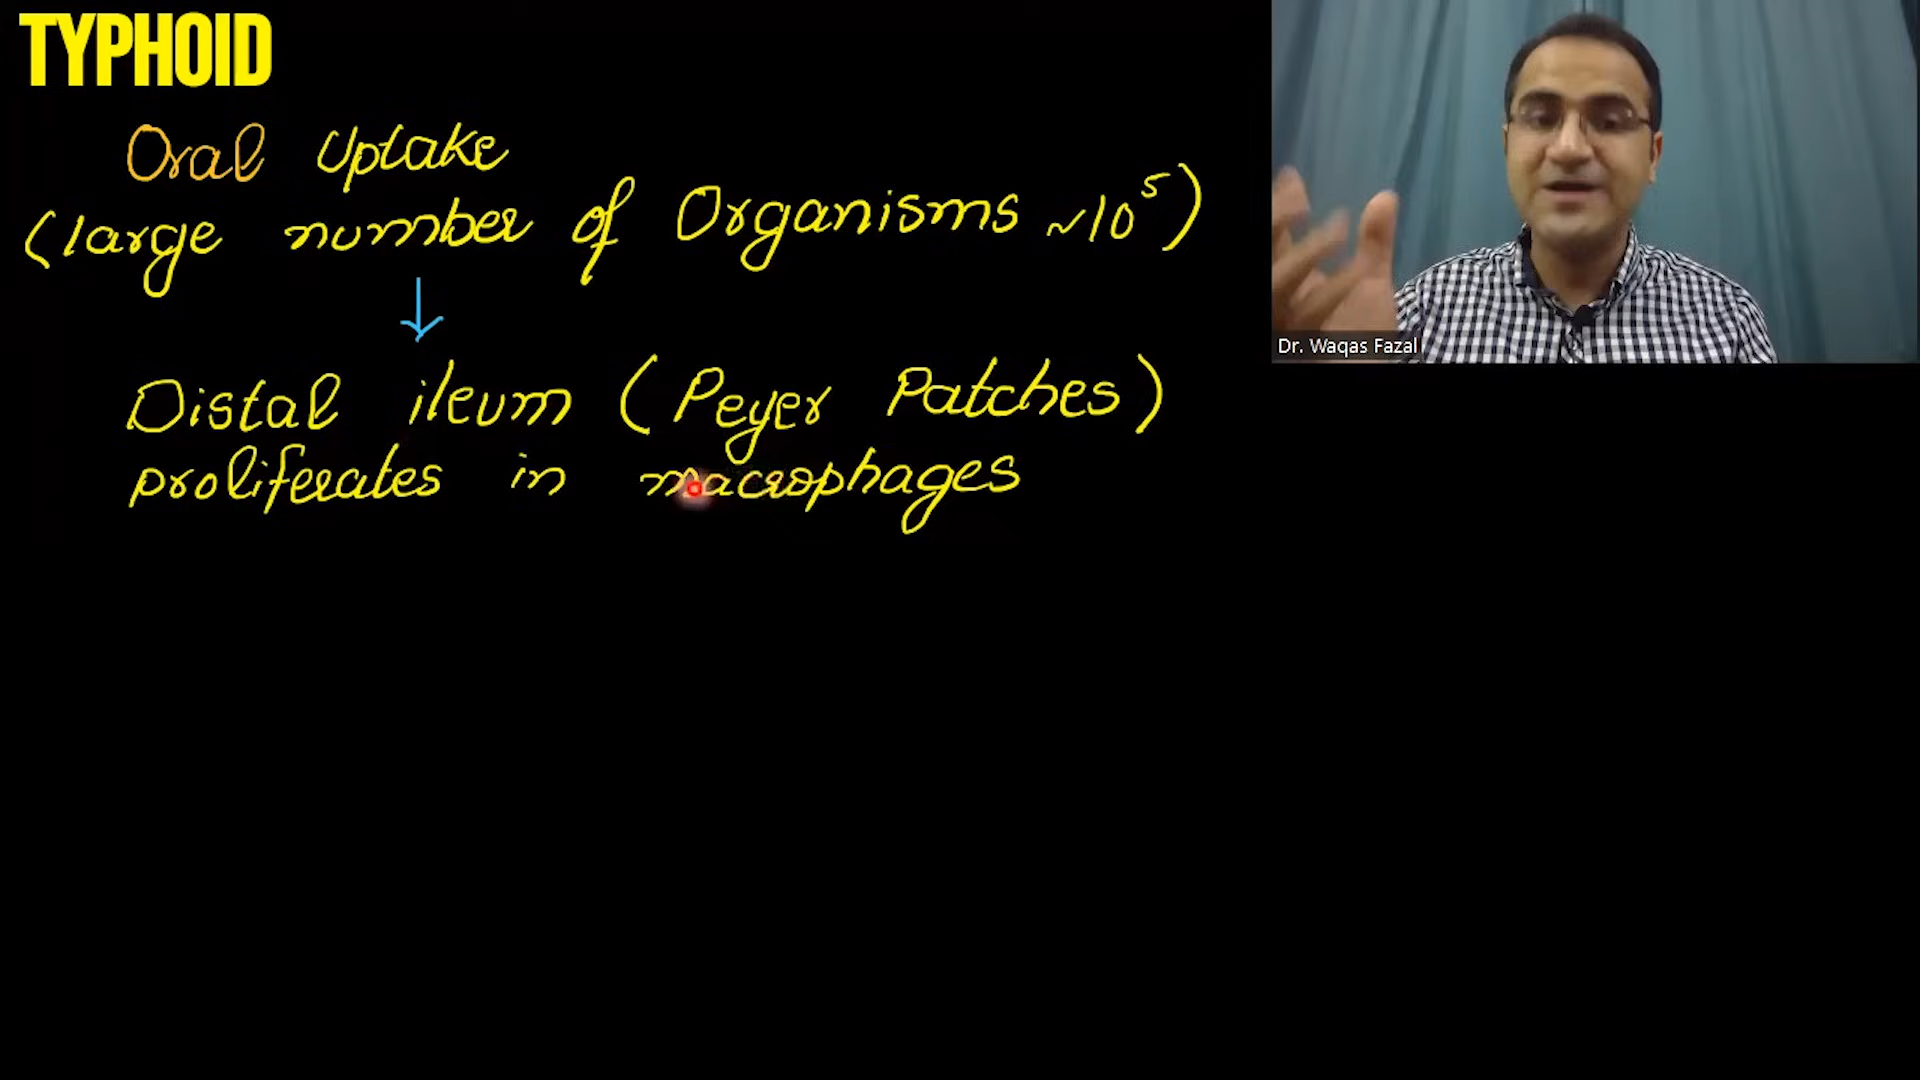 TYPHOID
Oral Uptake
(large number of Organisms ~10⁵)
↓
Distal ileum (Peyer Patches)
proliferates in macrophages
Dr. Waqas Fazal